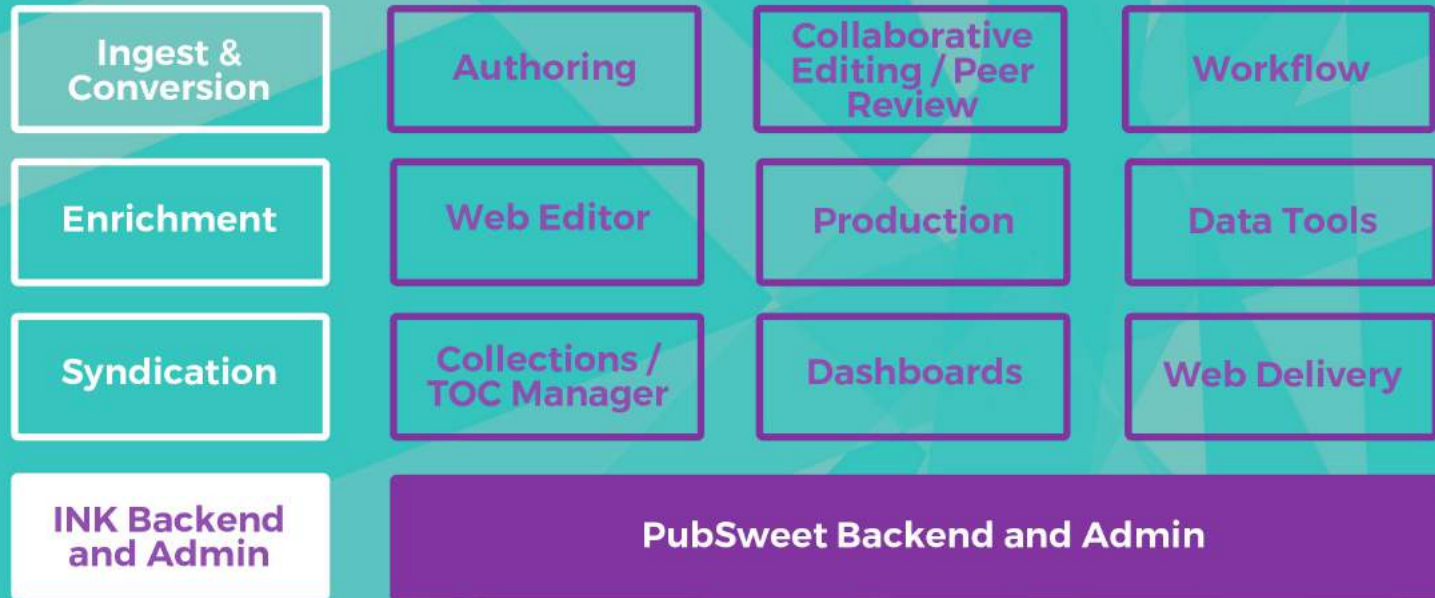 Ingest &
Conversion
Authoring
Collaborative
Editing / Peer
Review
Workflow
Enrichment
Web Editor
Production
Data Tools
Syndication
Collections /
TOC Manager
Dashboards
Web Delivery
INK Backend
and Admin
PubSweet Backend and Admin